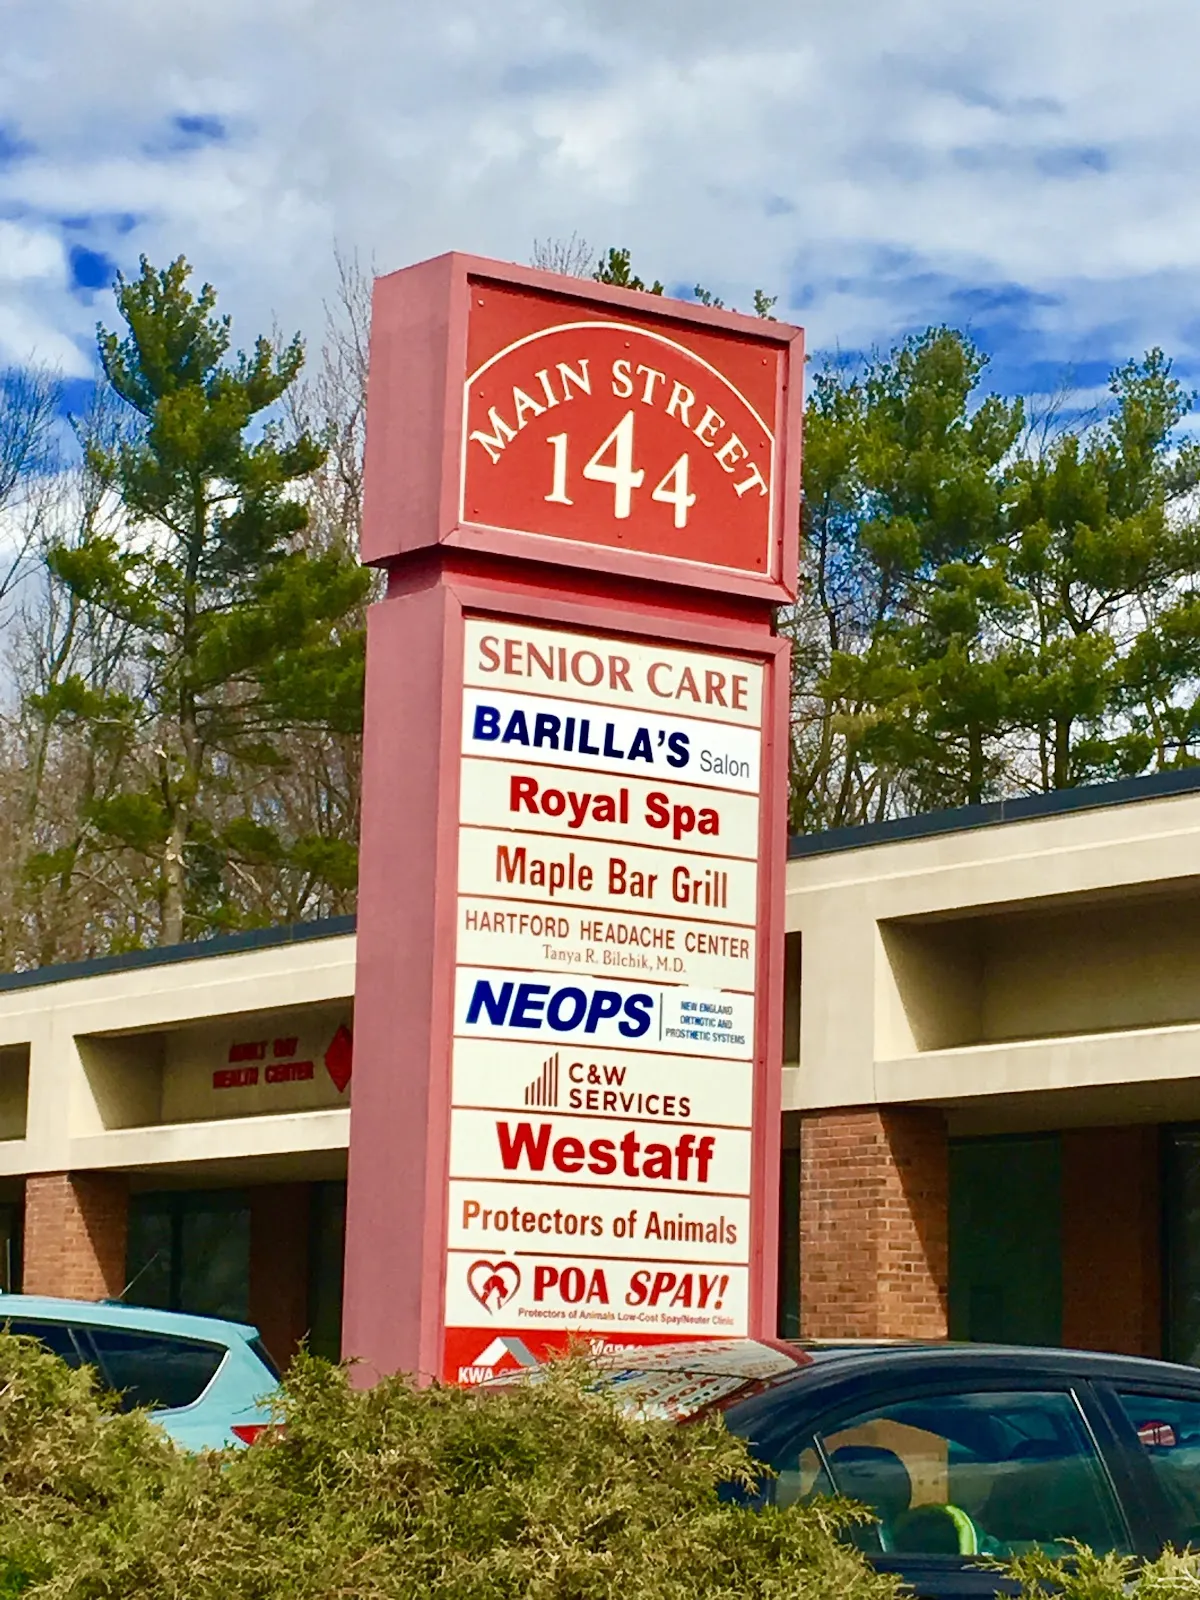 MAIN STREET
144
SENIOR CARE
BARILLA'S Salon
Royal Spa
Maple Bar Grill
HARTFORD HEADACHE CENTER
Tanya R. Bilchik, M.D.
NEOPS
NEW ENGLAND
ORTHOTIC AND
PROSTHETIC SYSTEMS
C&W
SERVICES
Westaff
Protectors of Animals
POA SPAY!
Protectors of Animals Low-Cost Spay/Neuter Clinic
KWA
ADULT DAY
HEALTH CENTER